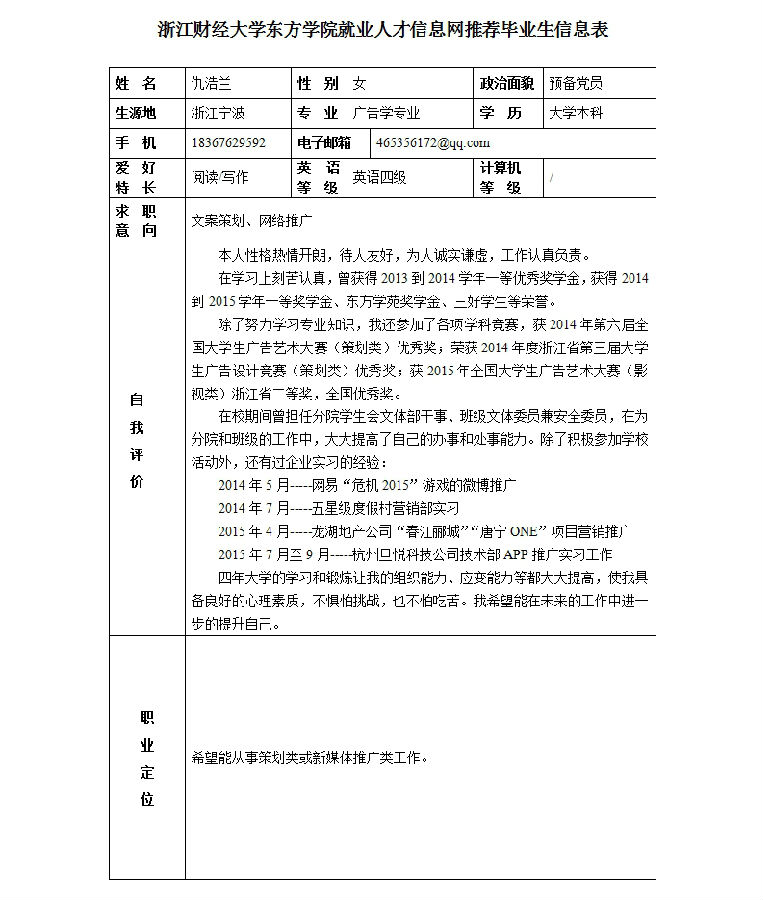 浙江财经大学东方学院就业人才信息网推荐毕业生信息表
姓 名 仇浩兰 性 别 女 政治面貌 预备党员
生源地 浙江宁波 专 业 广告学专业 学 历 大学本科
手 机 18367629592 电子邮箱 465356172@qq.com
爱 好 特 长 阅读/写作 英 语 等 级 英语四级 计算机 等 级 /
求 职 意 向 文案策划、网络推广
自我评价
本人性格热情开朗，待人友好，为人诚实谦虚，工作认真负责。
在学习上刻苦认真，曾获得 2013 到 2014 学年一等优秀奖学金，获得 2014
到 2015 学年一等奖学金、东方学苑奖学金、三好学生等荣誉。
除了努力学习专业知识，我还参加了各项学科竞赛，获 2014 年第六届全
国大学生广告艺术大赛（策划类）优秀奖；荣获 2014 年度浙江省第三届大学
生广告设计竞赛（策划类）优秀奖；获 2015 年全国大学生广告艺术大赛（影
视类）浙江省二等奖，全国优秀奖。
在校期间曾担任分院学生会文体部干事、班级文体委员兼安全委员，在为
分院和班级的工作中，大大提高了自己的办事和处事能力。除了积极参加学校
活动外，还有过企业实习的经验：
2014 年 5 月-----网易“危机 2015”游戏的微博推广
2014 年 7 月-----五星级度假村营销部实习
2015 年 4 月-----龙湖地产公司“春江郦城”“唐宁 ONE”项目营销推广
2015 年 7 月至 9 月-----杭州旦悦科技公司技术部 APP 推广实习工作
四年大学的学习和锻炼让我的组织能力、应变能力等都大大提高，使我具
备良好的心理素质，不惧怕挑战，也不怕吃苦。我希望能在未来的工作中进一
步的提升自己。
职业定位
希望能从事策划类或新媒体推广类工作。